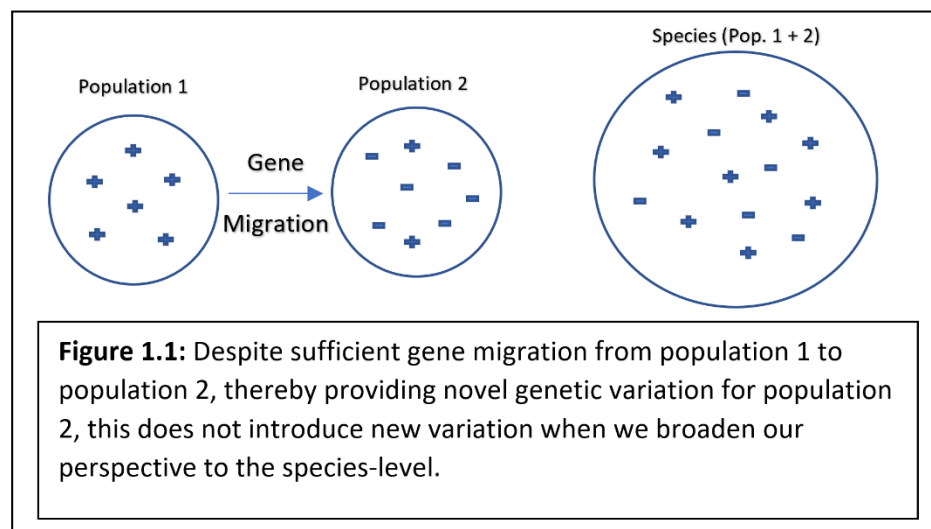 Species (Pop. 1 + 2)
Population 1
Population 2
Gene
Migration
Figure 1.1: Despite sufficient gene migration from population 1 to
population 2, thereby providing novel genetic variation for population
2, this does not introduce new variation when we broaden our
perspective to the species-level.